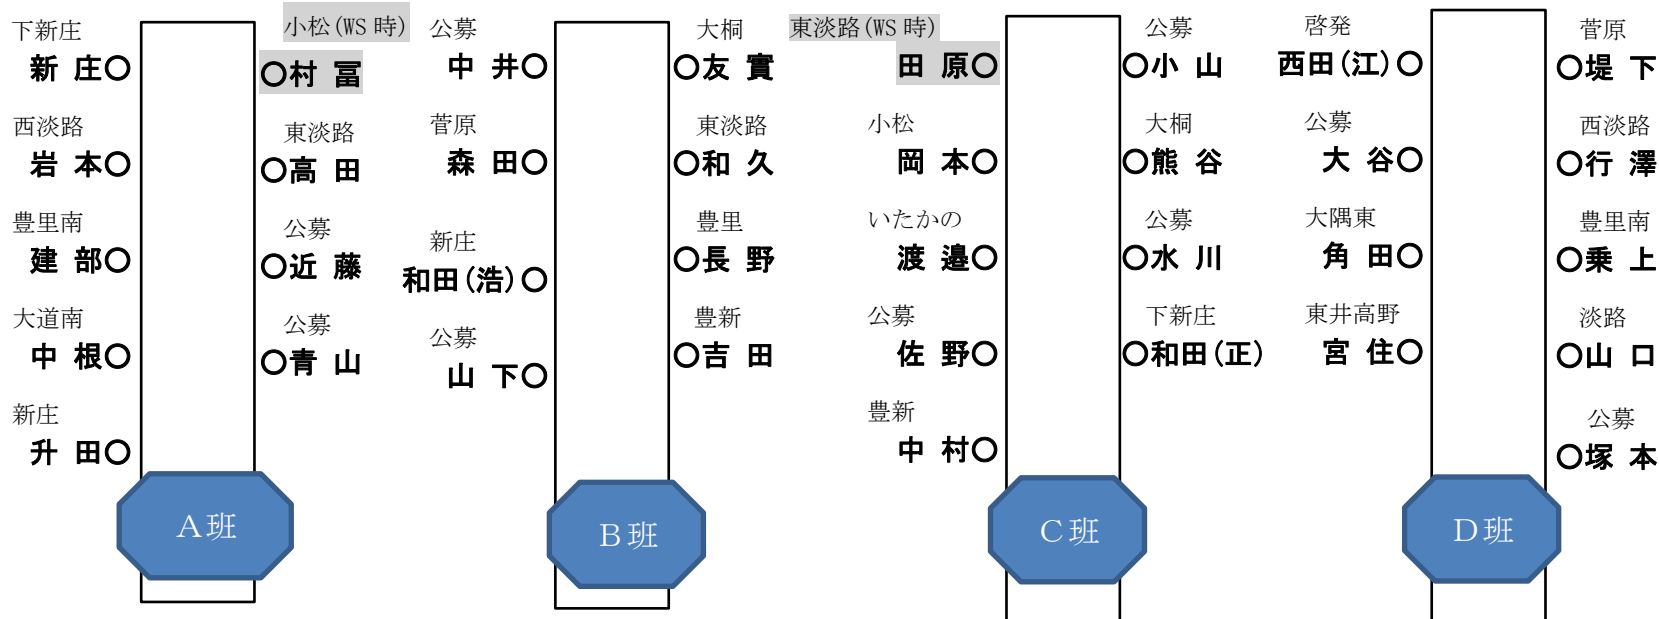 下新庄
新 庄○
西淡路
岩 本○
豊里南
建 部○
大道南
中 根○
新庄
升 田○
小松(WS 時)
○村 冨
東淡路
○高 田
公募
○近 藤
公募
○青 山
A班
公募
中 井○
菅原
森 田○
新庄
和田(浩)○
公募
山 下○
大桐
○友 實
東淡路
○和 久
豊里
○長 野
豊新
○吉 田
B班
東淡路(WS 時)
田 原○
小松
岡 本○
いたかの
渡 邉○
公募
佐 野○
豊新
中 村○
公募
○小 山
大桐
○熊 谷
公募
○水 川
下新庄
○和田(正)
C班
啓発
西田(江)○
公募
大 谷○
大隅東
角 田○
東井高野
宮 住○
菅原
○堤 下
西淡路
○行 澤
豊里南
○乗 上
淡路
○山 口
公募
○塚 本
D班